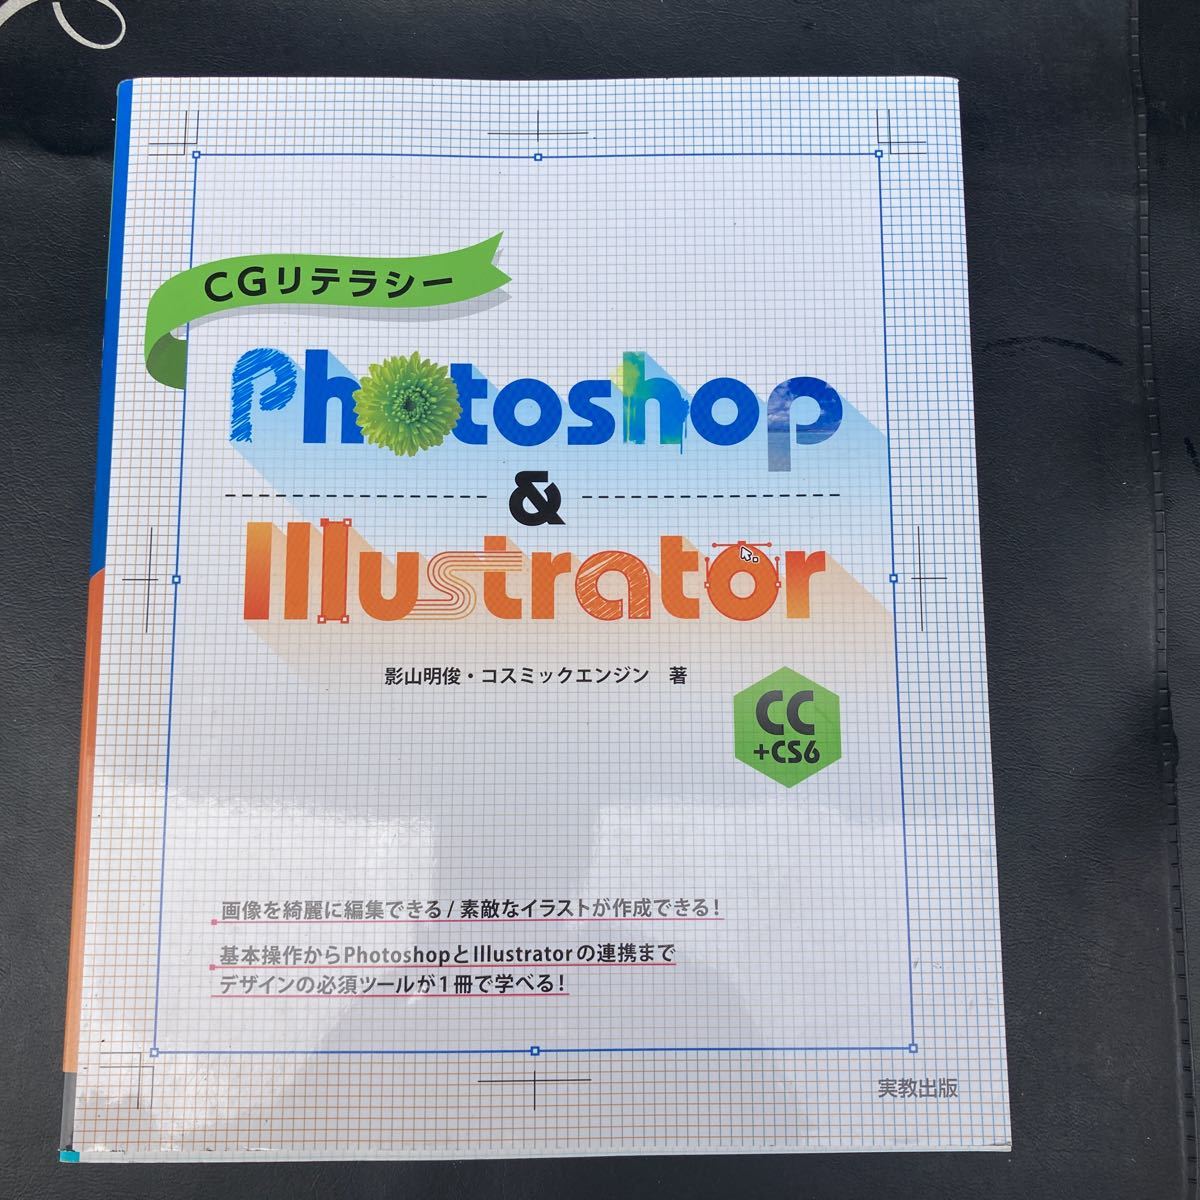 CGリテラシー
Photoshop
&
Illustrator
影山明俊・コスミックエンジン 著
CC
+CS6
画像を綺麗に編集できる/素敵なイラストが作成できる！
基本操作からPhotoshopとIllustratorの連携まで
デザインの必須ツールが1冊で学べる！
実教出版